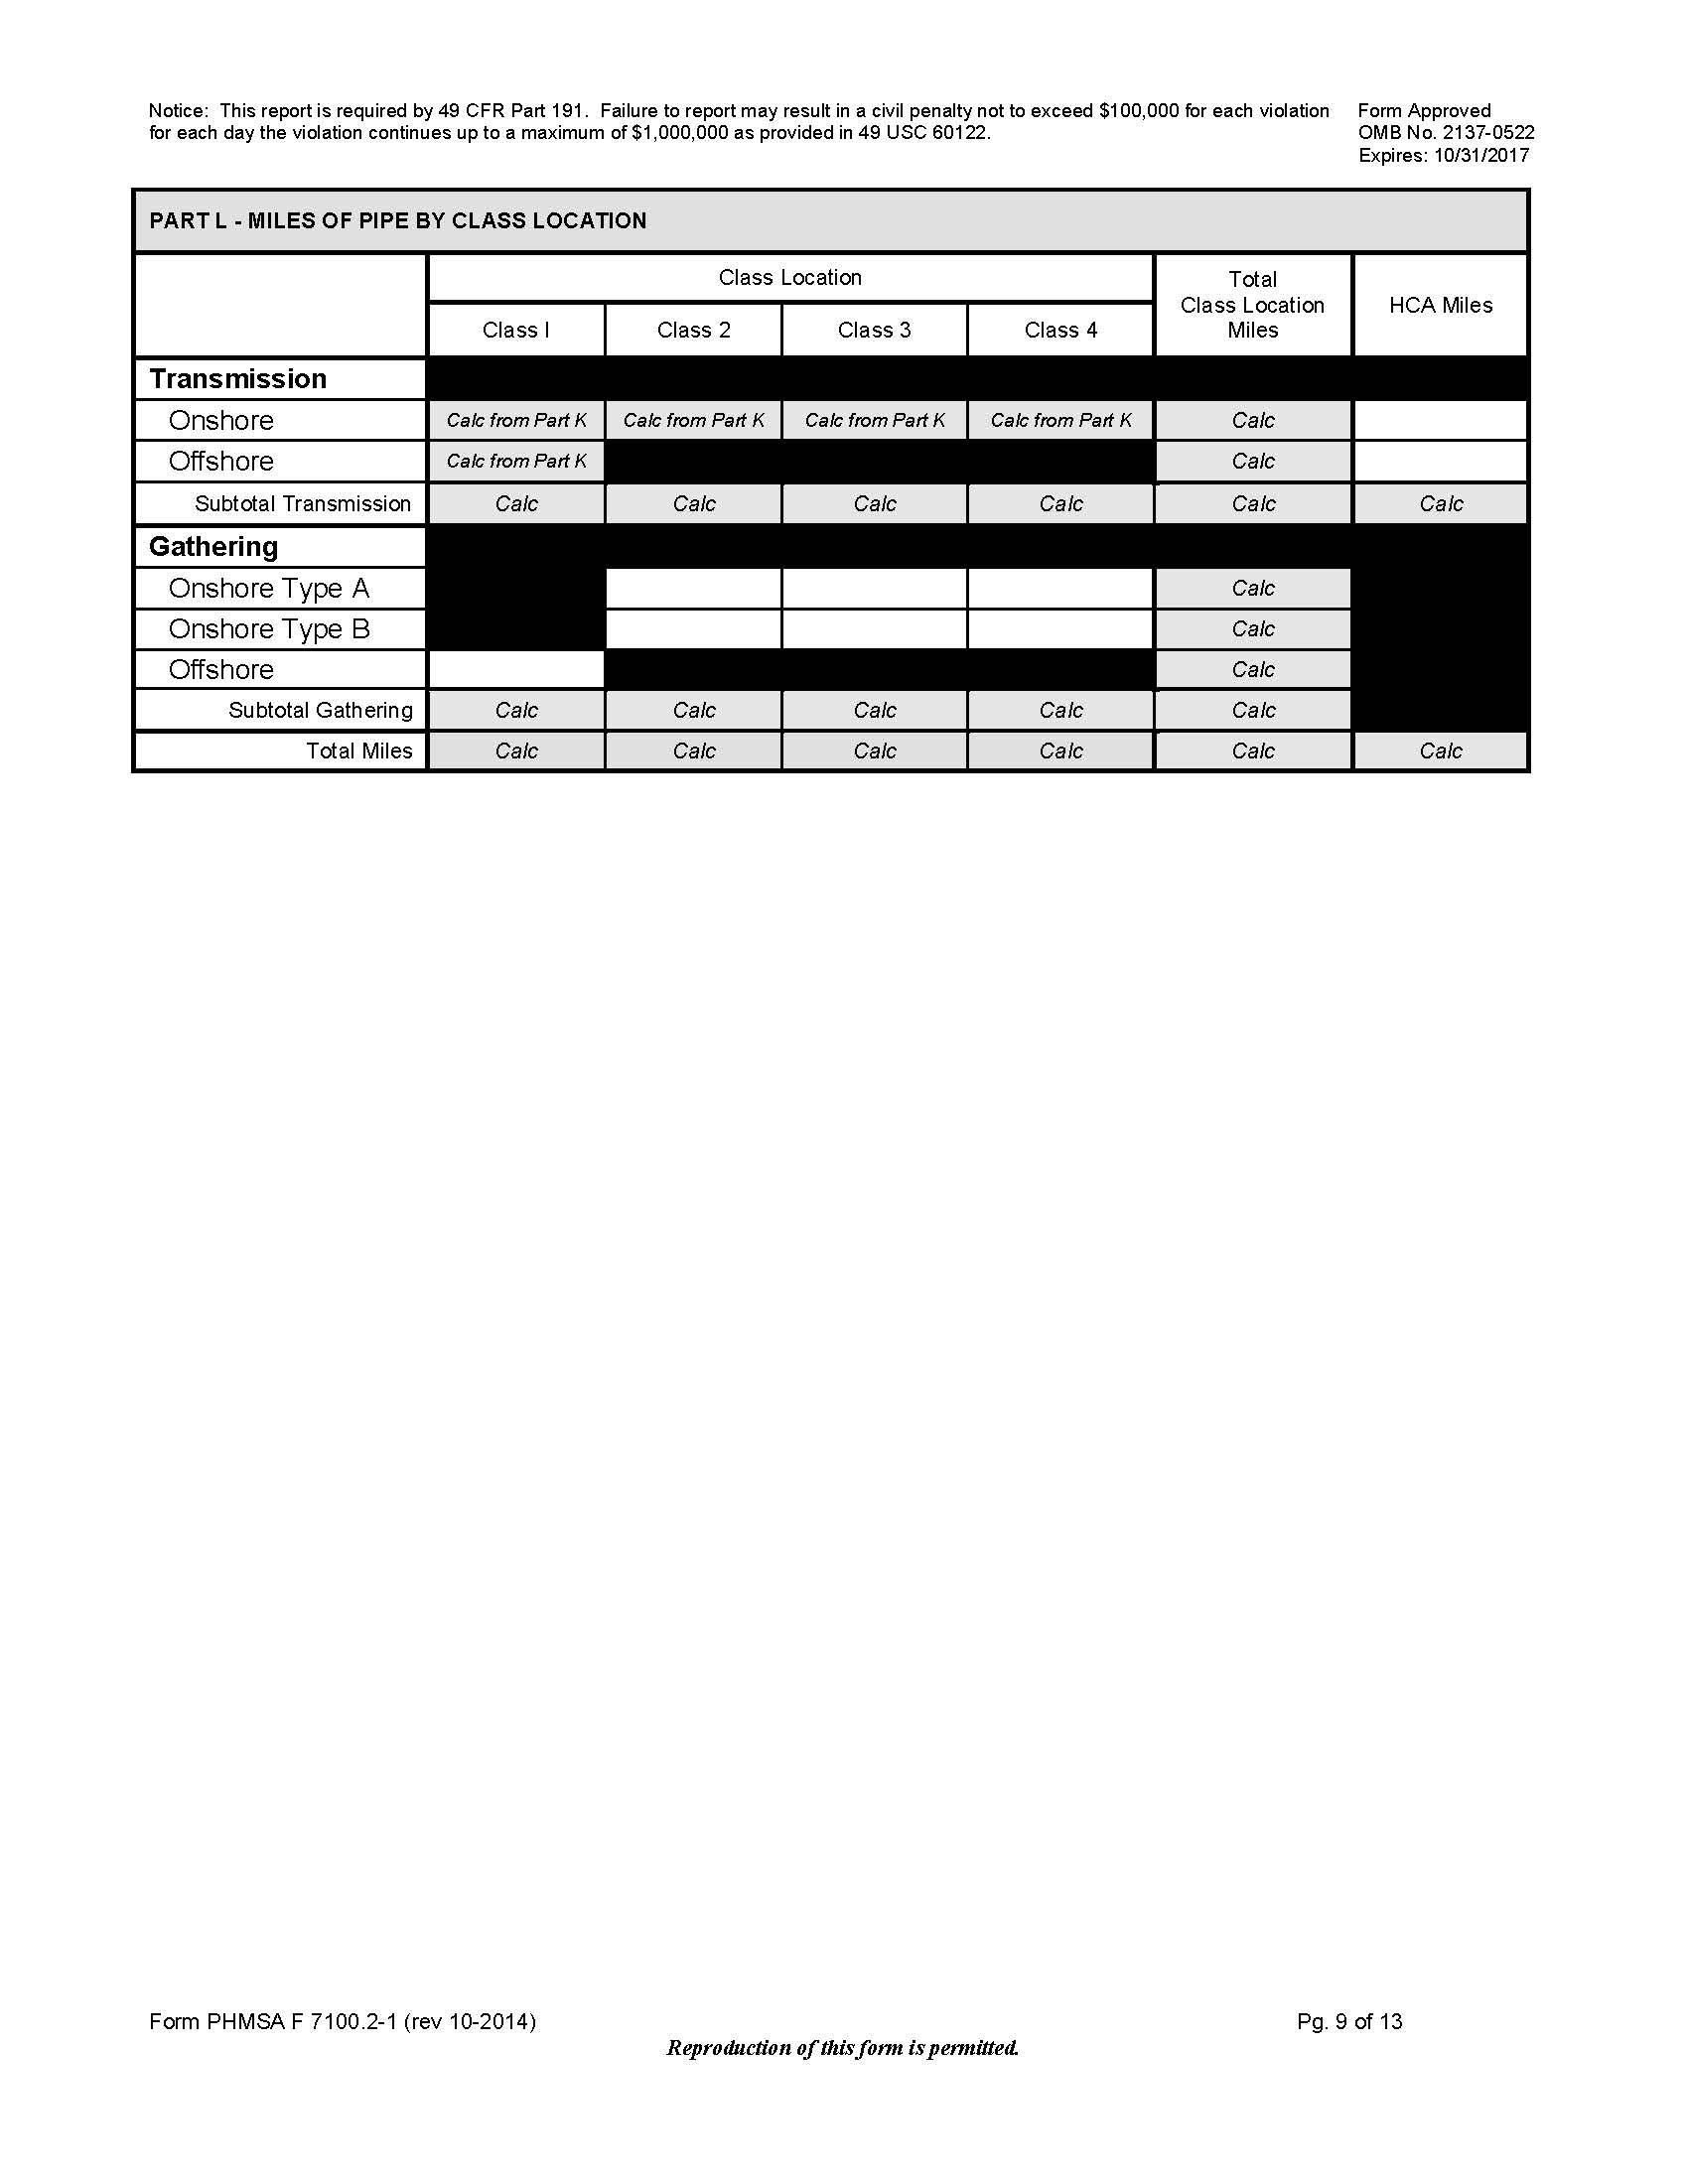 Notice:  This report is required by 49 CFR Part 191.  Failure to report may result in a civil penalty not to exceed $100,000 for each violation
for each day the violation continues up to a maximum of $1,000,000 as provided in 49 USC 60122.
Form Approved
OMB No. 2137-0522
Expires: 10/31/2017
PART L - MILES OF PIPE BY CLASS LOCATION
Class Location
Total
Class Location
Miles
HCA Miles
Class I Class 2 Class 3 Class 4
Transmission
Onshore Calc from Part K Calc from Part K Calc from Part K Calc from Part K Calc
Offshore Calc from Part K Calc
Subtotal Transmission Calc Calc Calc Calc Calc Calc
Gathering
Onshore Type A Calc
Onshore Type B Calc
Offshore Calc
Subtotal Gathering Calc Calc Calc Calc Calc
Total Miles Calc Calc Calc Calc Calc Calc
Form PHMSA F 7100.2-1 (rev 10-2014) Pg. 9 of 13
Reproduction of this form is permitted.